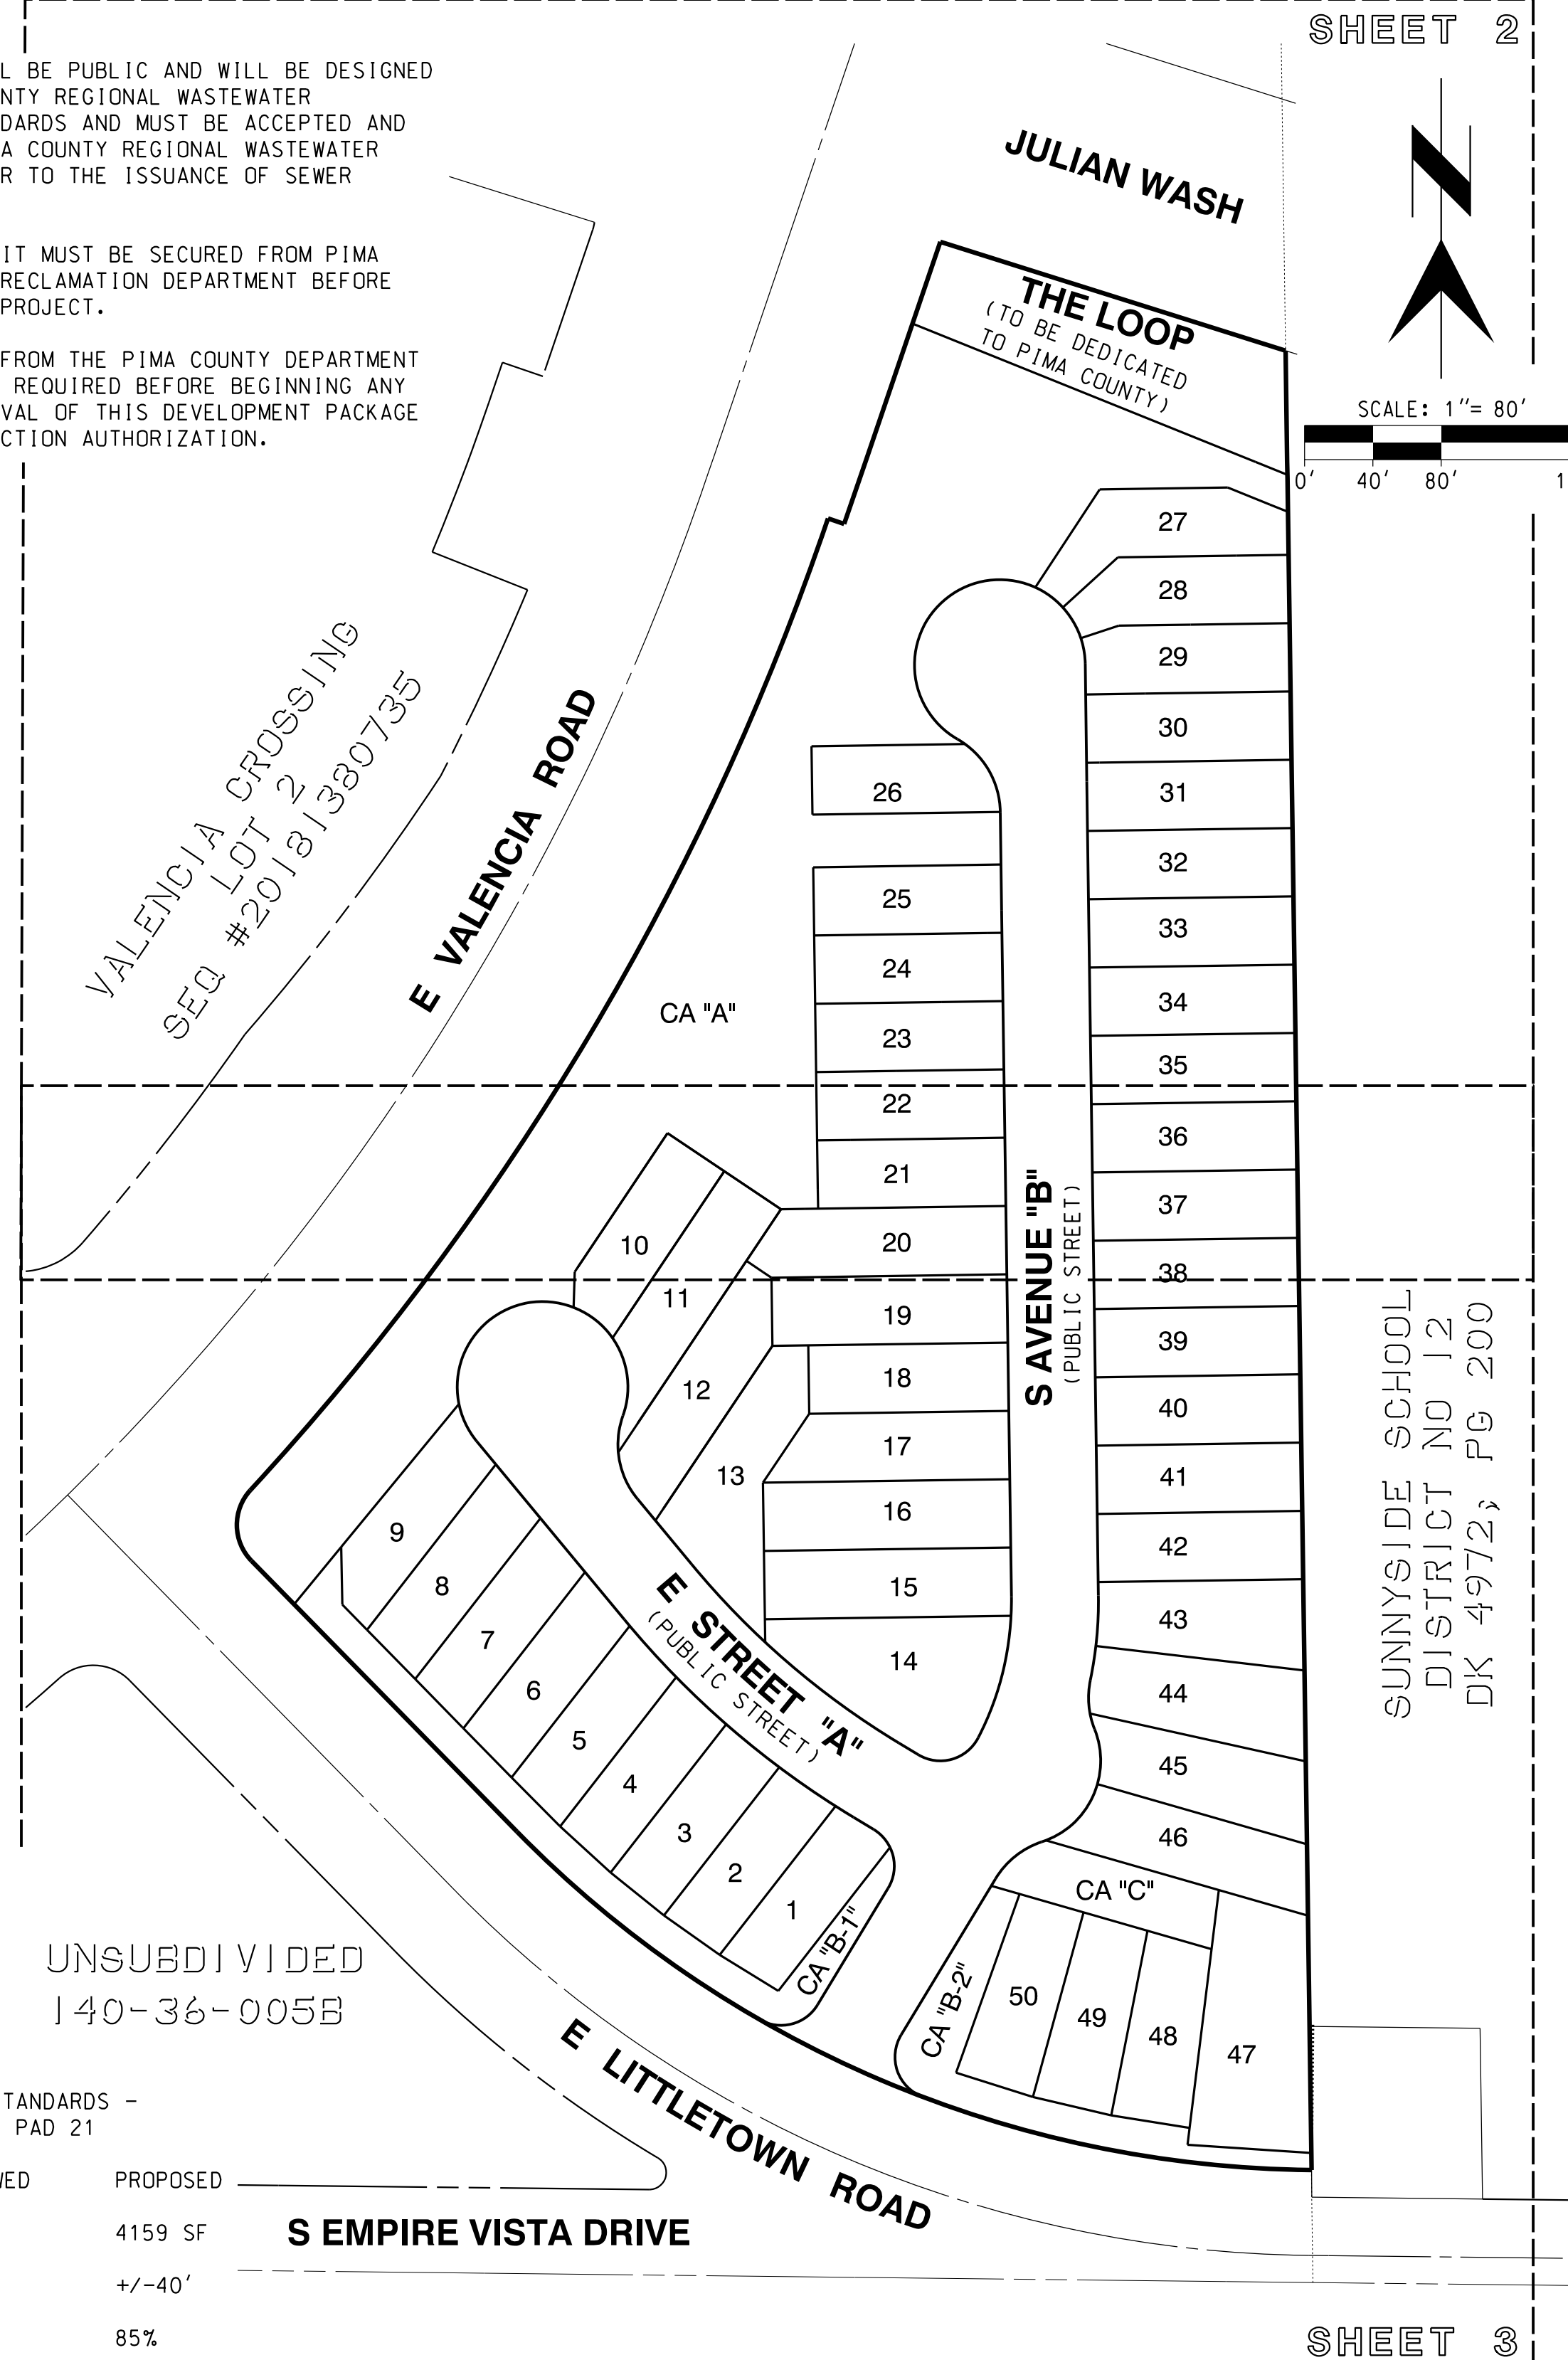 SHEET 2
L BE PUBLIC AND WILL BE DESIGNED
NTY REGIONAL WASTEWATER
DARDS AND MUST BE ACCEPTED AND
A COUNTY REGIONAL WASTEWATER
R TO THE ISSUANCE OF SEWER
IT MUST BE SECURED FROM PIMA
RECLAMATION DEPARTMENT BEFORE
PROJECT.
FROM THE PIMA COUNTY DEPARTMENT
REQUIRED BEFORE BEGINNING ANY
VAL OF THIS DEVELOPMENT PACKAGE
CTION AUTHORIZATION.
JULIAN WASH
N
THE LOOP
(TO BE DEDICATED
TO PIMA COUNTY)
SCALE: 1"= 80'
0' 40' 80' 1
VALENCIA CROSSING
LOT 2
SEQ #20181380735
E VALENCIA ROAD
27
28
29
30
31
26
32
25
33
24
34
CA "A"
23
35
22
36
21
37
20
10
38
11
19
39
12
18
40
13
17
41
9
16
42
8
15
43
7
14
6
44
5
45
4
3
46
2
1
S AVENUE "B"
(PUBLIC STREET)
E STREET "A"
(PUBLIC STREET)
CA "C"
CA "B-1"
CA "B-2"
50
49
48
47
SUNNYSIDE SCHOOL
DISTRICT NO 12
DK 4972, PG 200
UNSUBDIVIDED
140-36-005B
E LITTLETOWN ROAD
TANDARDS -
PAD 21
WED PROPOSED
4159 SF
+/-40'
85%
S EMPIRE VISTA DRIVE
SHEET 3